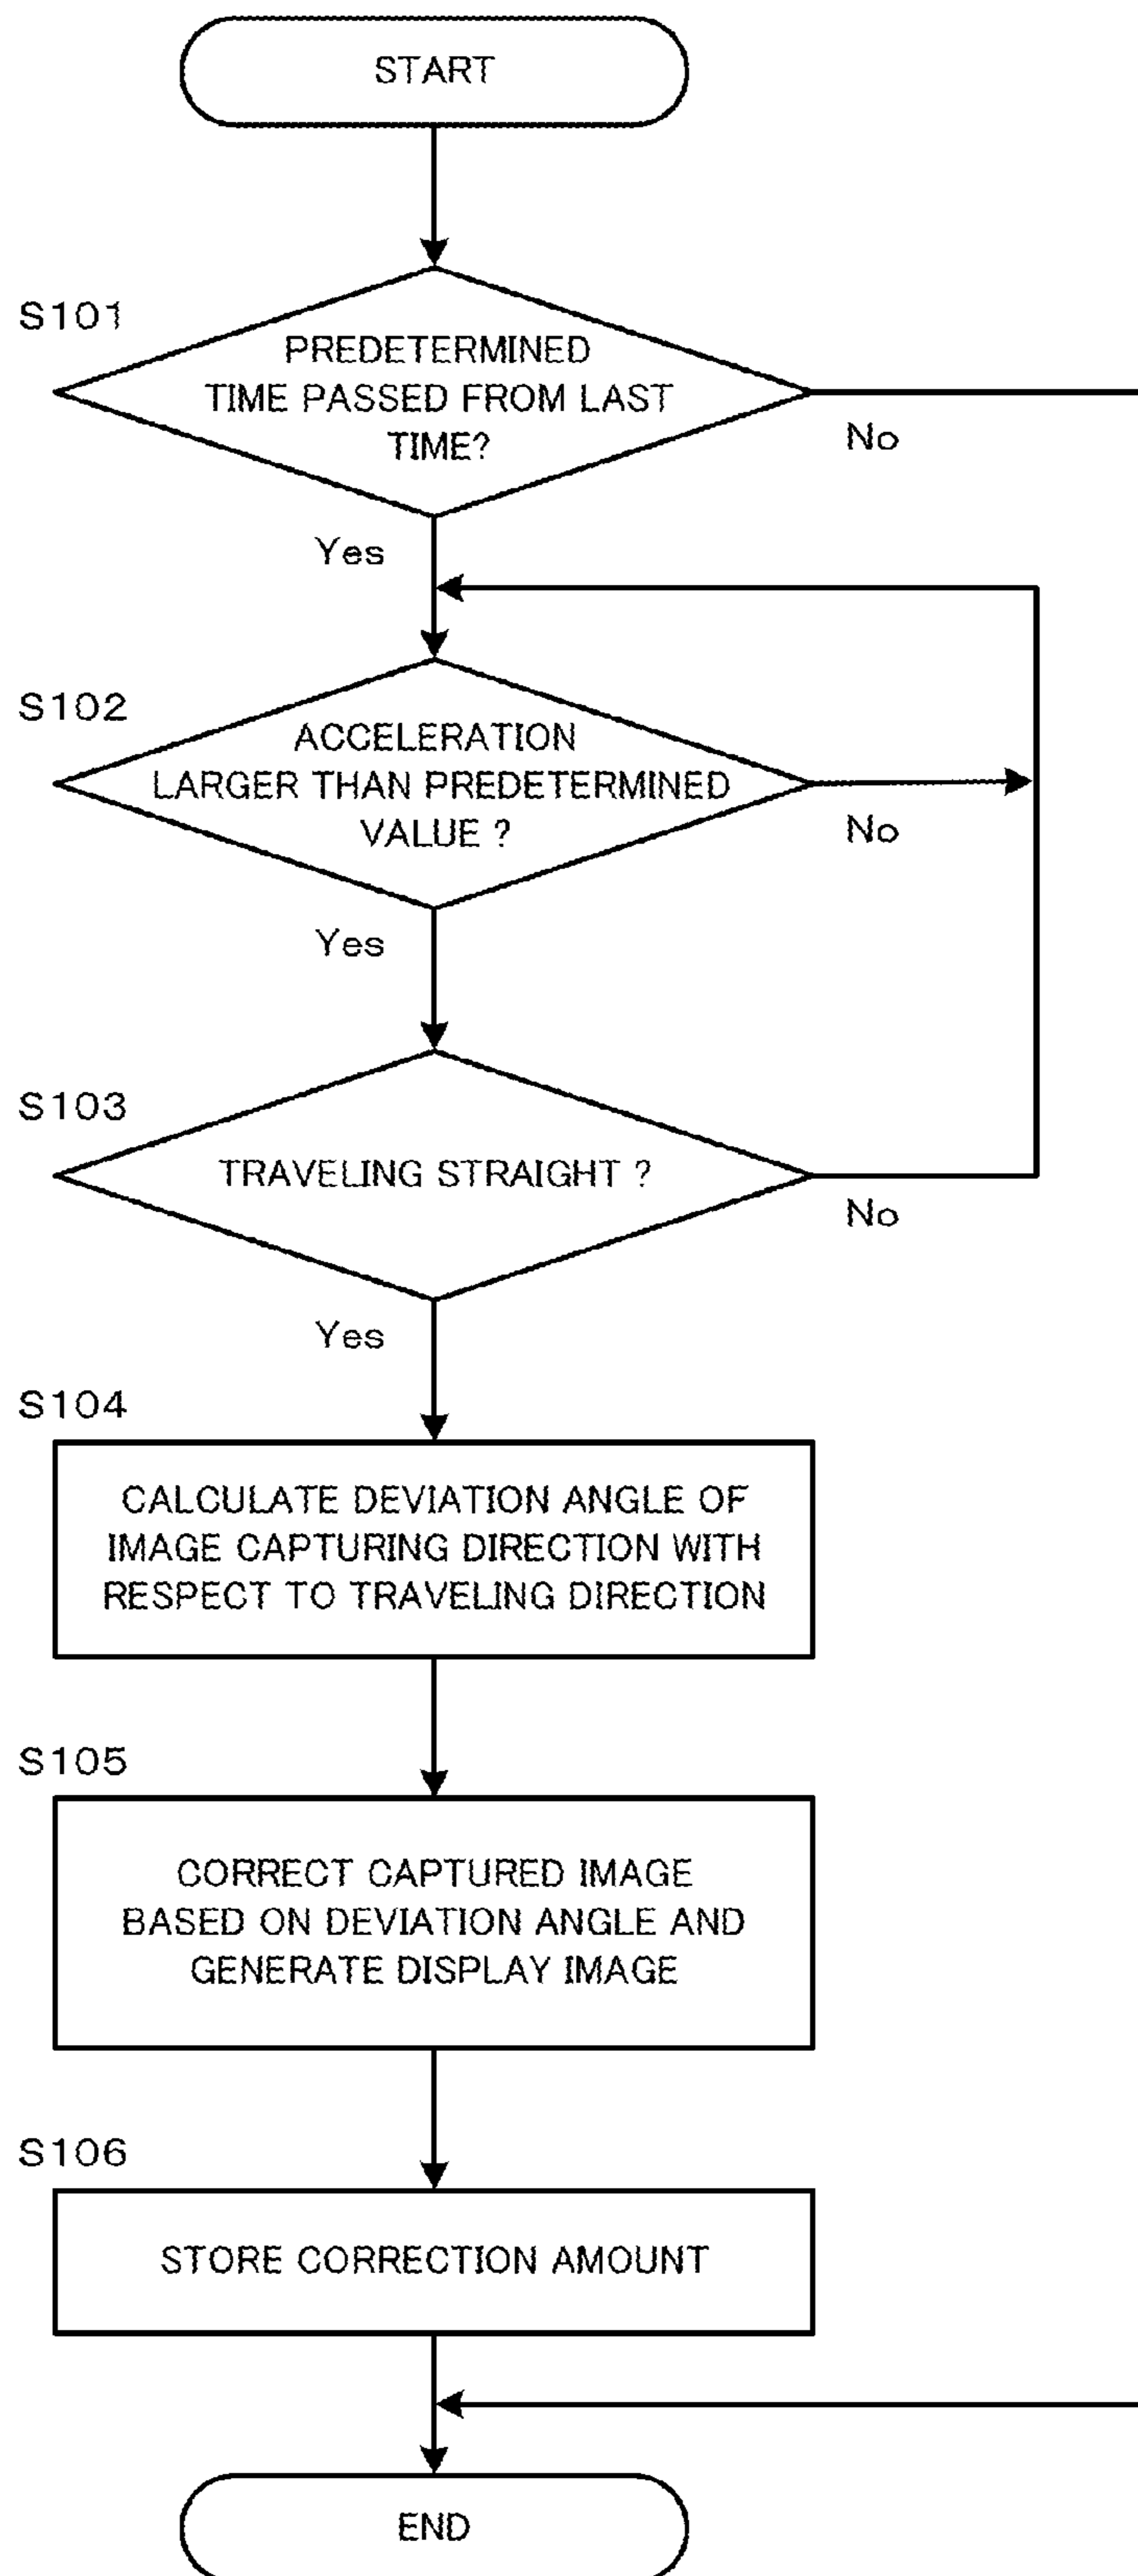 START
S101
PREDETERMINED
TIME PASSED FROM LAST
TIME?
No
Yes
S102
ACCELERATION
LARGER THAN PREDETERMINED
VALUE ?
No
Yes
S103
TRAVELING STRAIGHT ?
No
Yes
S104
CALCULATE DEVIATION ANGLE OF
IMAGE CAPTURING DIRECTION WITH
RESPECT TO TRAVELING DIRECTION
S105
CORRECT CAPTURED IMAGE
BASED ON DEVIATION ANGLE AND
GENERATE DISPLAY IMAGE
S106
STORE CORRECTION AMOUNT
END